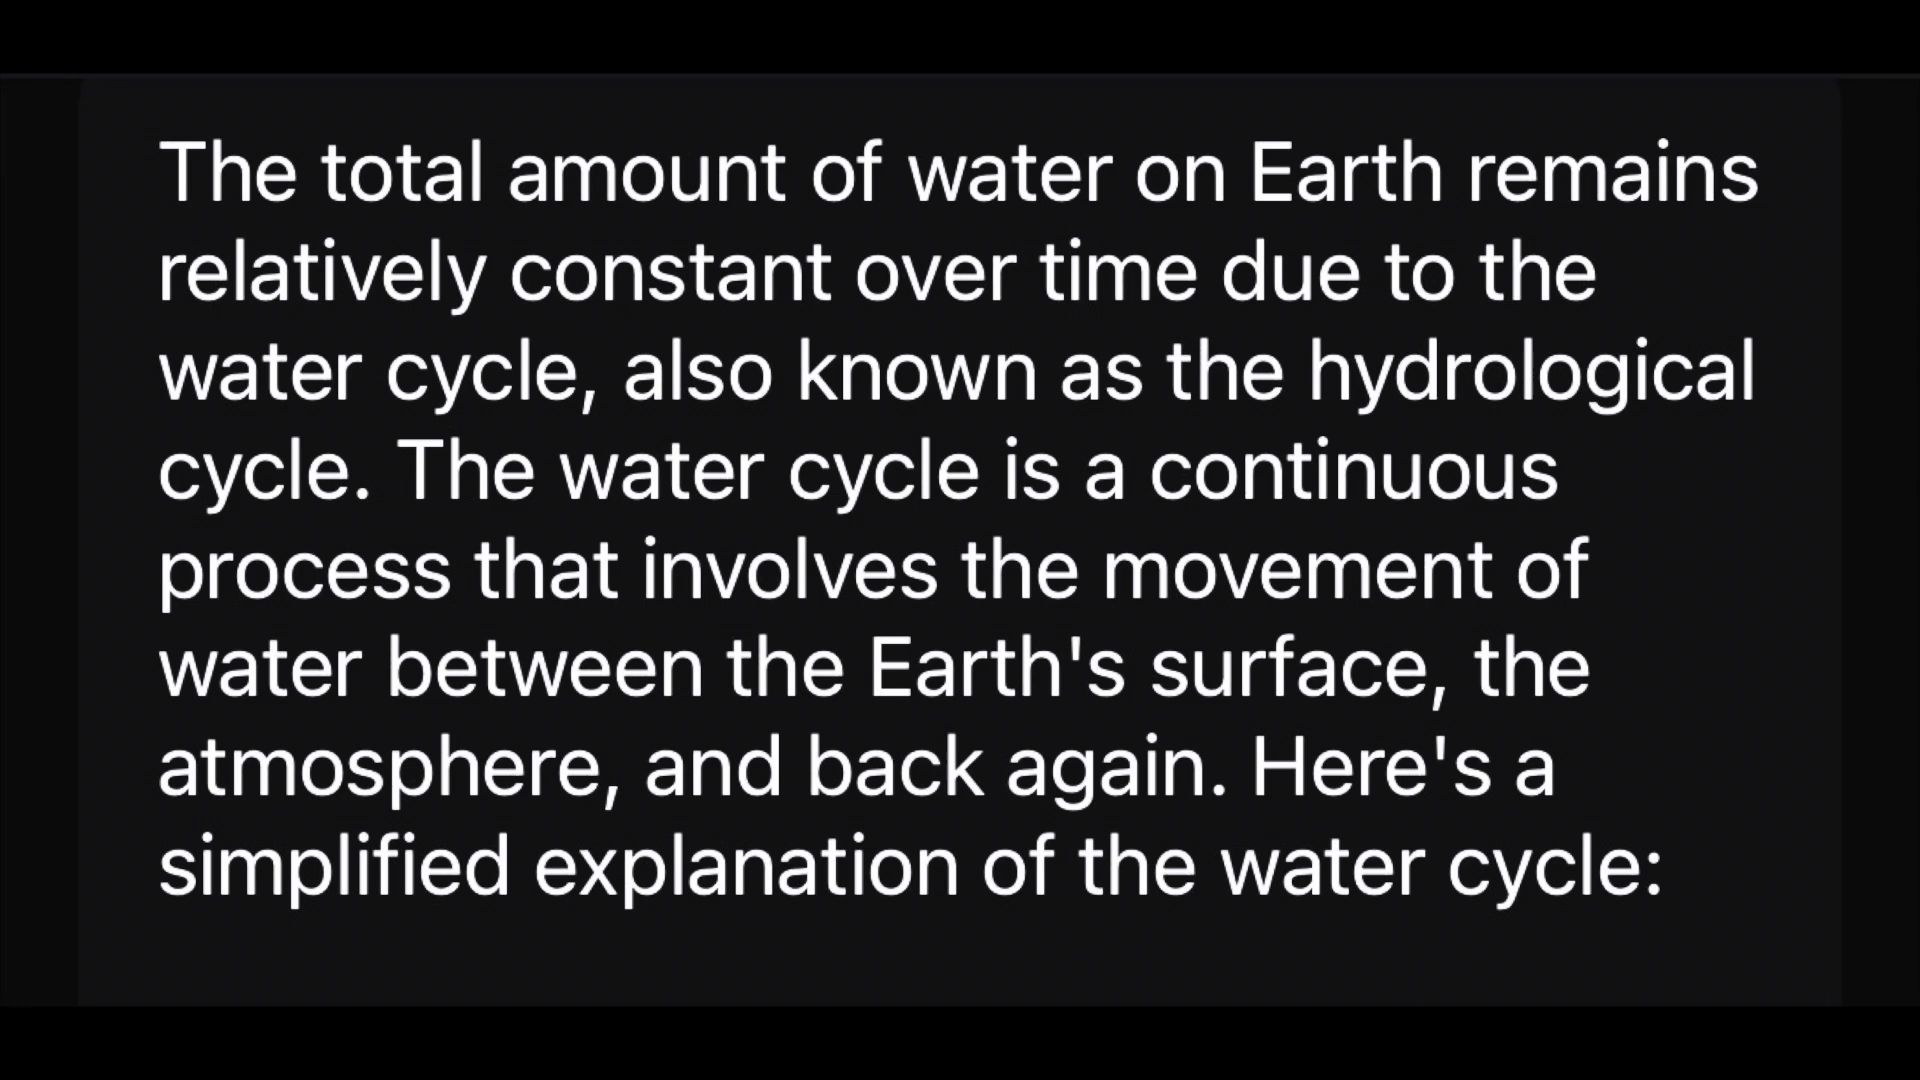 The total amount of water on Earth remains
relatively constant over time due to the
water cycle, also known as the hydrological
cycle. The water cycle is a continuous
process that involves the movement of
water between the Earth's surface, the
atmosphere, and back again. Here's a
simplified explanation of the water cycle: